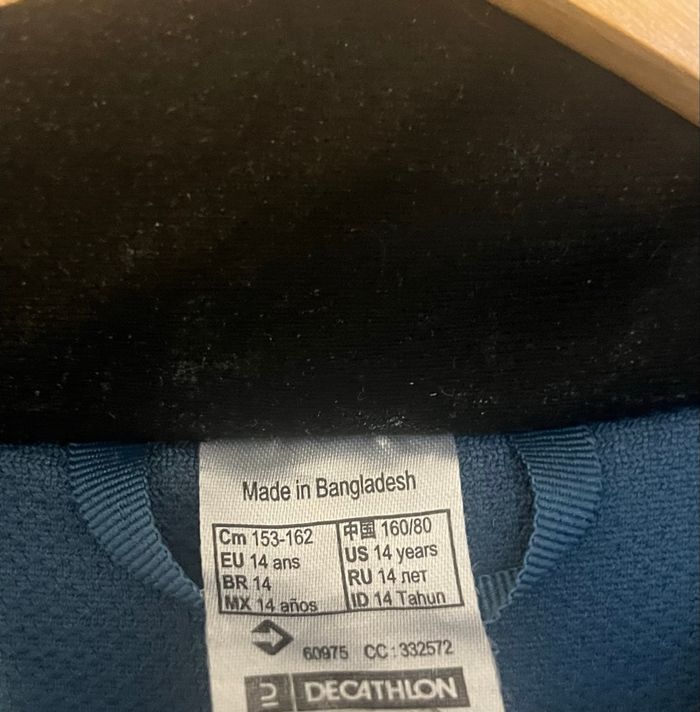 Made in Bangladesh
Cm 153-162 中国 160/80
EU 14 ans US 14 years
BR 14 RU 14 лет
MX 14 años ID 14 Tahun
60975 CC : 332572
DECATHLON